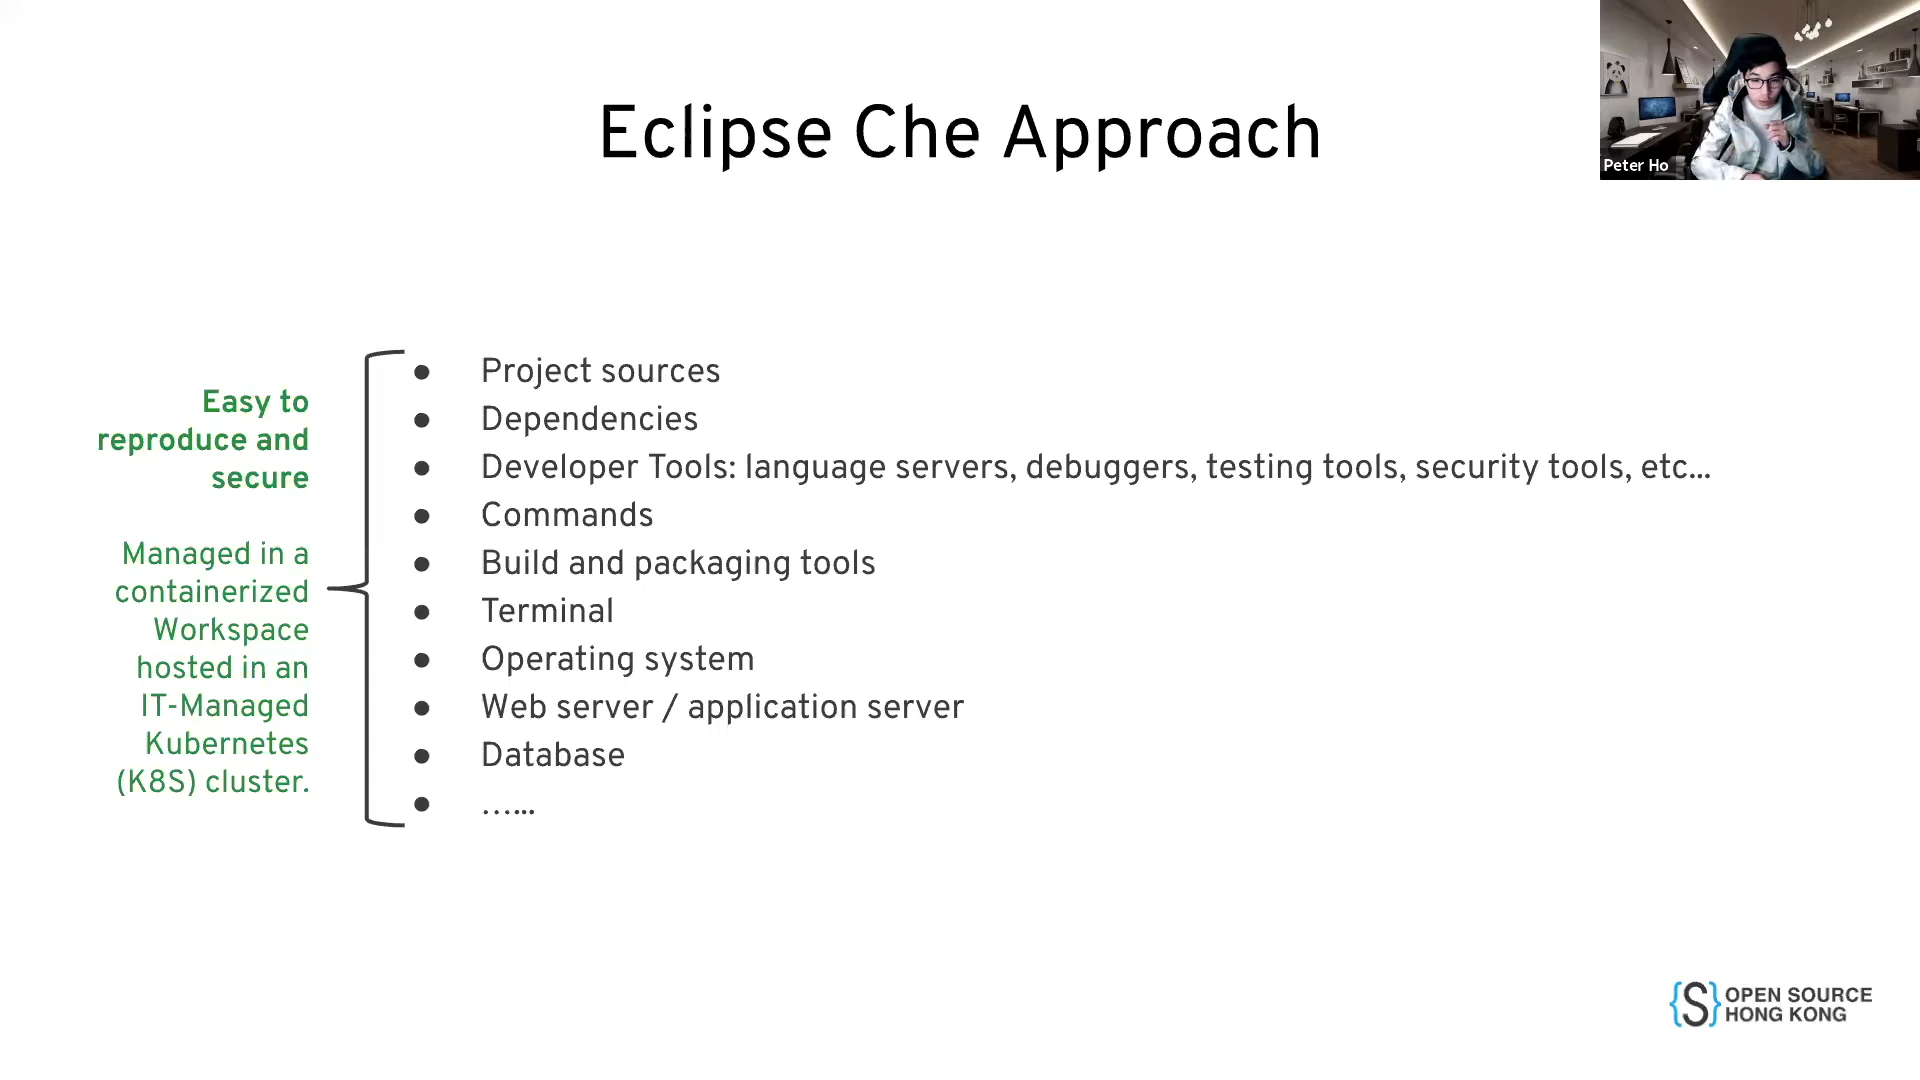 Eclipse Che Approach
Peter Ho
Easy to
reproduce and
secure
Managed in a
containerized
Workspace
hosted in an
IT-Managed
Kubernetes
(K8S) cluster.
● Project sources
● Dependencies
● Developer Tools: language servers, debuggers, testing tools, security tools, etc...
● Commands
● Build and packaging tools
● Terminal
● Operating system
● Web server / application server
● Database
● …...
{S} OPEN SOURCE
HONG KONG